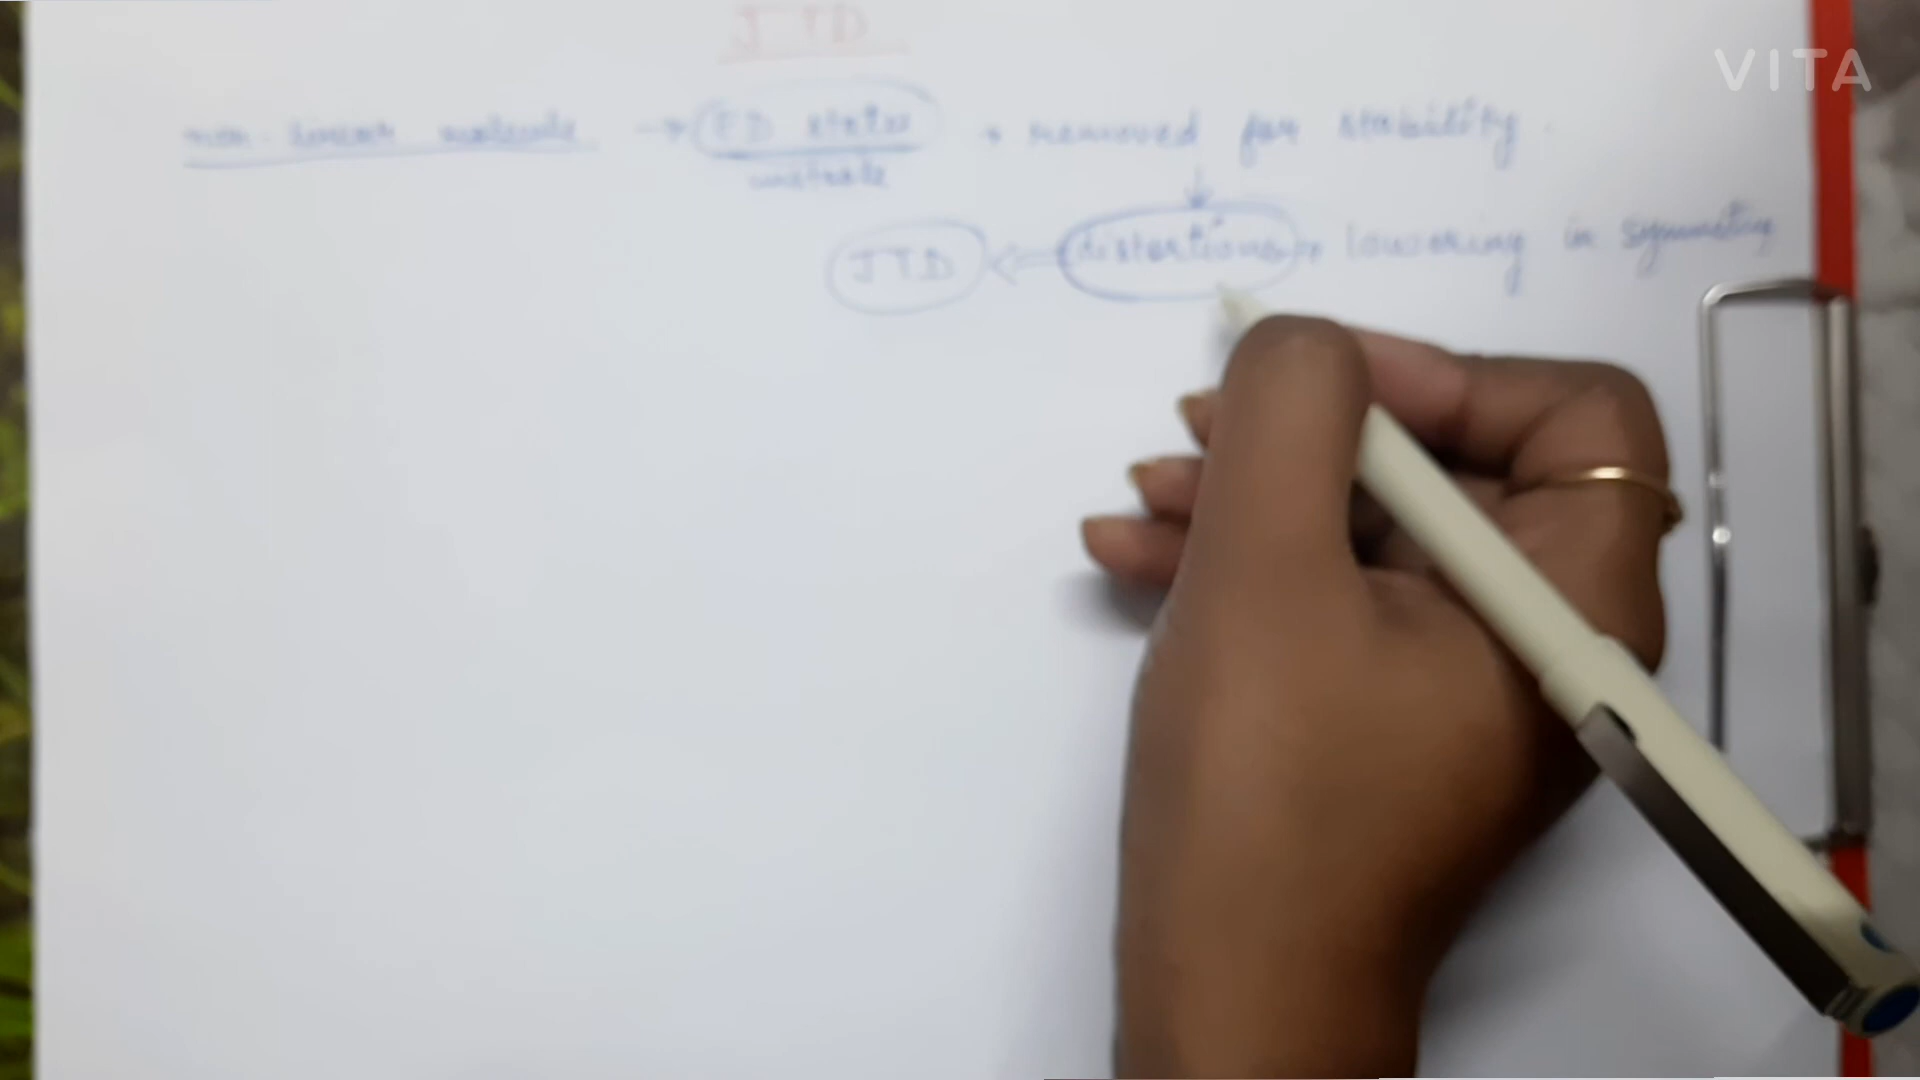 JTD
VITA
non-linear molecule → ED states → removed for stability.
unstable ↓
JTD ⇐ distortions → lowering in symmetry